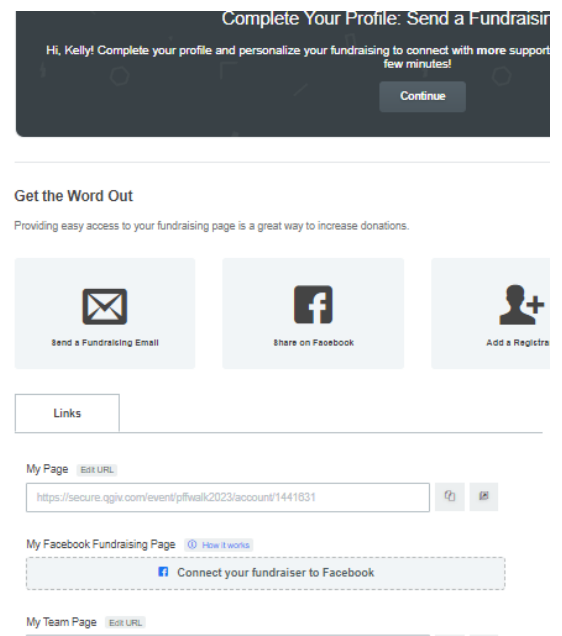 Complete Your Profile: Send a Fundraisin
Hi, Kelly! Complete your profile and personalize your fundraising to connect with more support
few minutes!
Continue
Get the Word Out
Providing easy access to your fundraising page is a great way to increase donations.
Send a Fundraising Email
Share on Facebook
Add a Registra
Links
My Page Edit URL
https://secure.qgiv.com/event/pffwalk2023/account/1441631
My Facebook Fundraising Page How it works
Connect your fundraiser to Facebook
My Team Page Edit URL